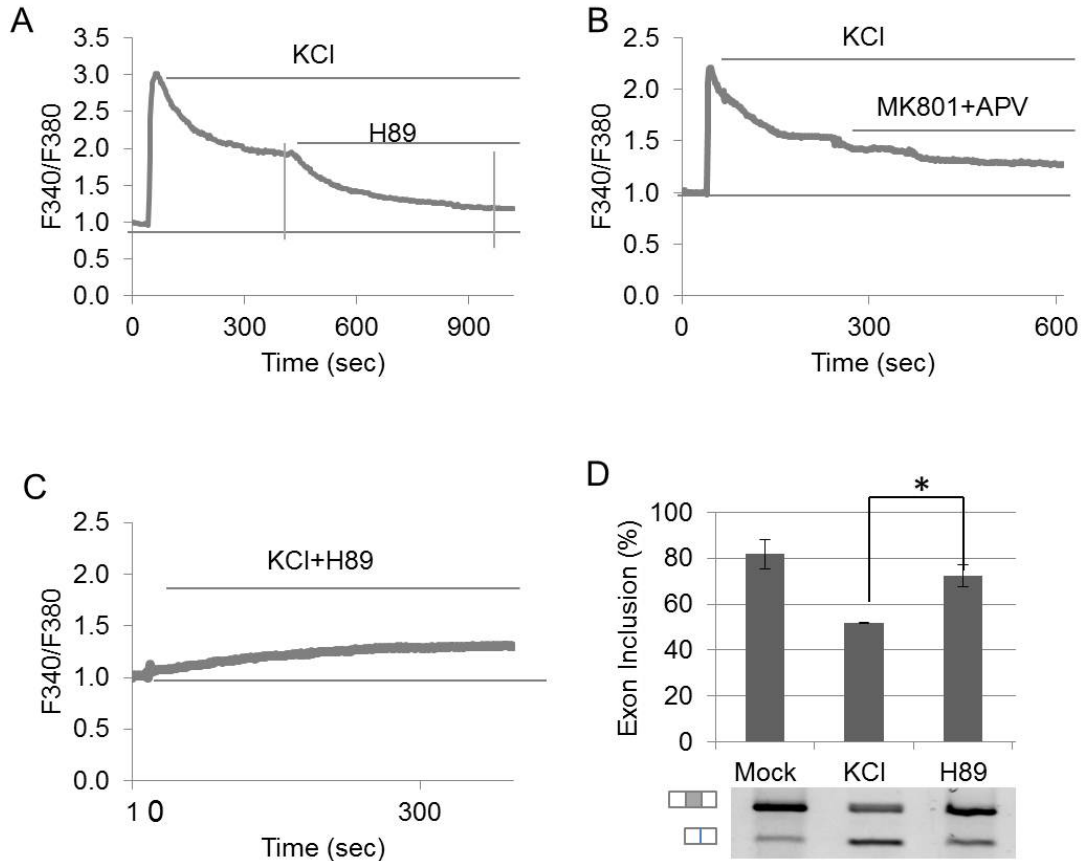 A
3.5
3.0
2.5
2.0
1.5
1.0
0.5
0.0
F340/F380
KCl
H89
0 300 600 900
Time (sec)
B
2.5
2.0
1.5
1.0
0.5
0.0
F340/F380
KCl
MK801+APV
0 300 600
Time (sec)
C
2.5
2.0
1.5
1.0
0.5
0.0
F340/F380
KCl+H89
1 0 300
Time (sec)
D
*
100
80
60
40
60
80
0
Exon Inclusion (%)
Mock KCl H89